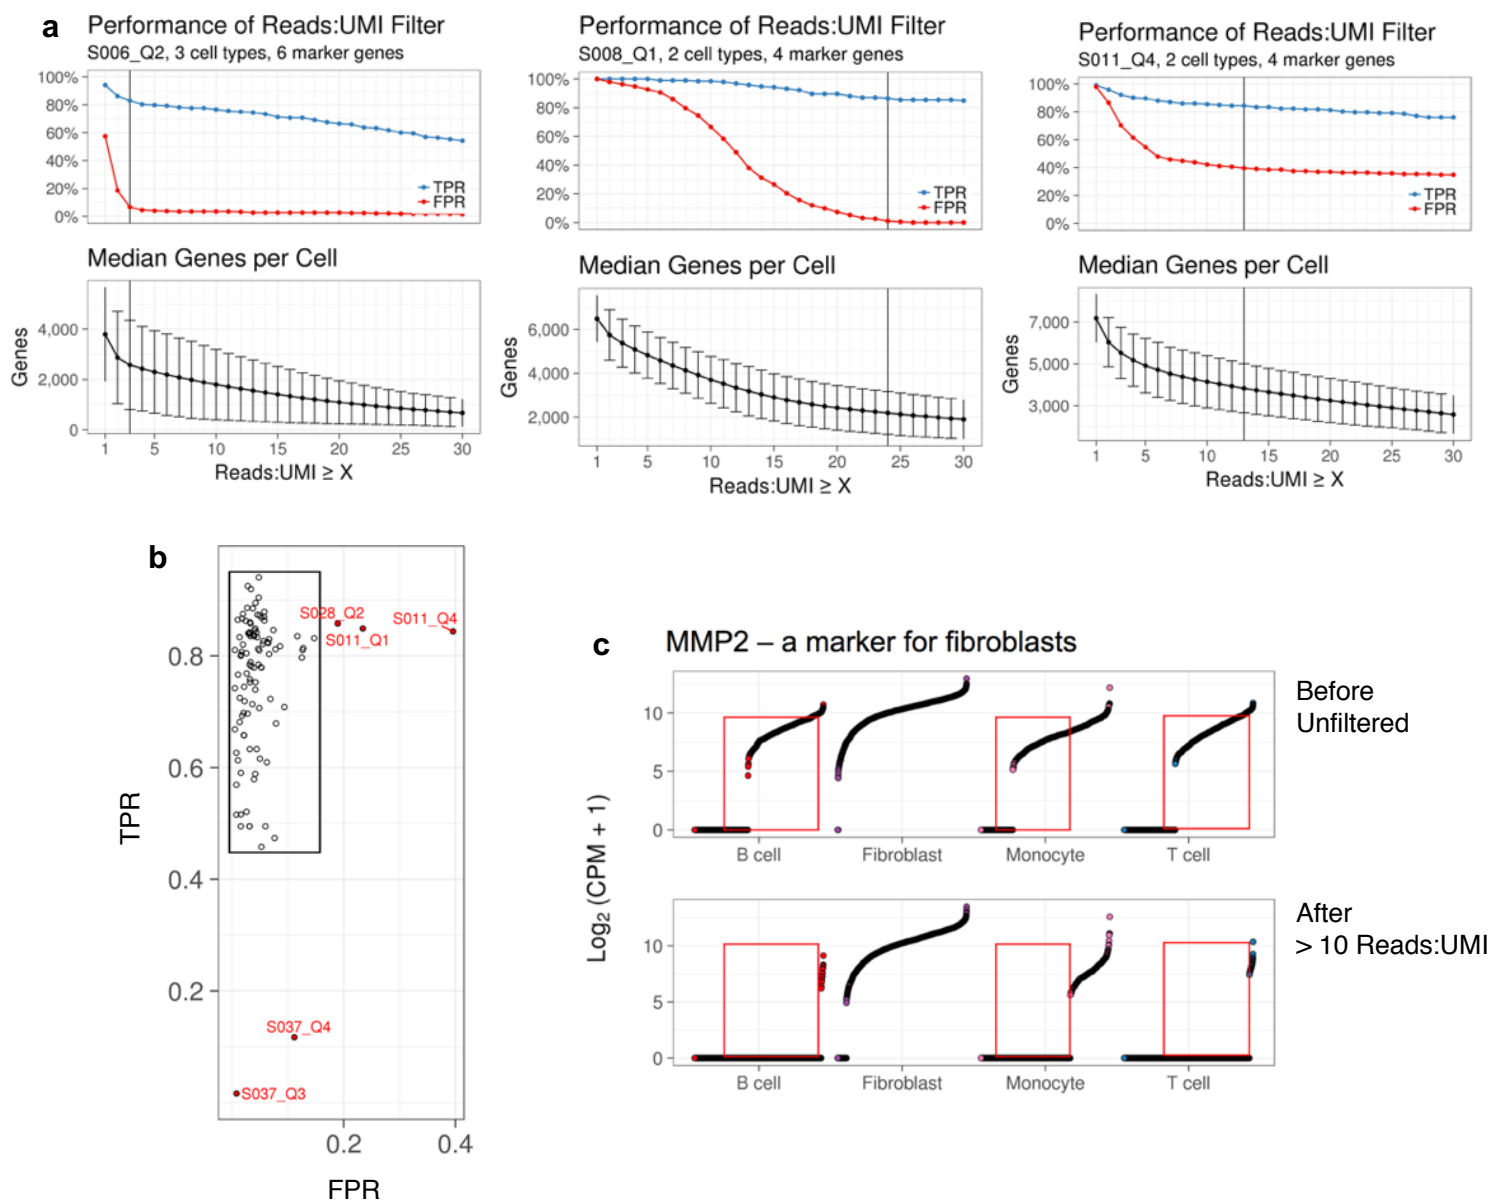 a
Performance of Reads:UMI Filter
S006_Q2, 3 cell types, 6 marker genes
100%
80%
60%
40%
20%
0%
TPR
FPR
Median Genes per Cell
Genes
4,000
2,000
0
1 5 10 15 20 25 30
Reads:UMI ≥ X
Performance of Reads:UMI Filter
S008_Q1, 2 cell types, 4 marker genes
100%
80%
60%
40%
20%
0%
TPR
FPR
Median Genes per Cell
Genes
6,000
4,000
2,000
1 5 10 15 20 25 30
Reads:UMI ≥ X
Performance of Reads:UMI Filter
S011_Q4, 2 cell types, 4 marker genes
100%
80%
60%
40%
20%
0%
TPR
FPR
Median Genes per Cell
Genes
7,000
5,000
3,000
1 5 10 15 20 25 30
Reads:UMI ≥ X
b
TPR
0.8
0.6
0.4
0.2
S028_Q2
S011_Q4
S011_Q1
S037_Q4
S037_Q3
0.2 0.4
FPR
c
MMP2 – a marker for fibroblasts
Log2 (CPM + 1)
10
5
0
B cell Fibroblast Monocyte T cell
Before
Unfiltered
10
5
0
B cell Fibroblast Monocyte T cell
After
> 10 Reads:UMI